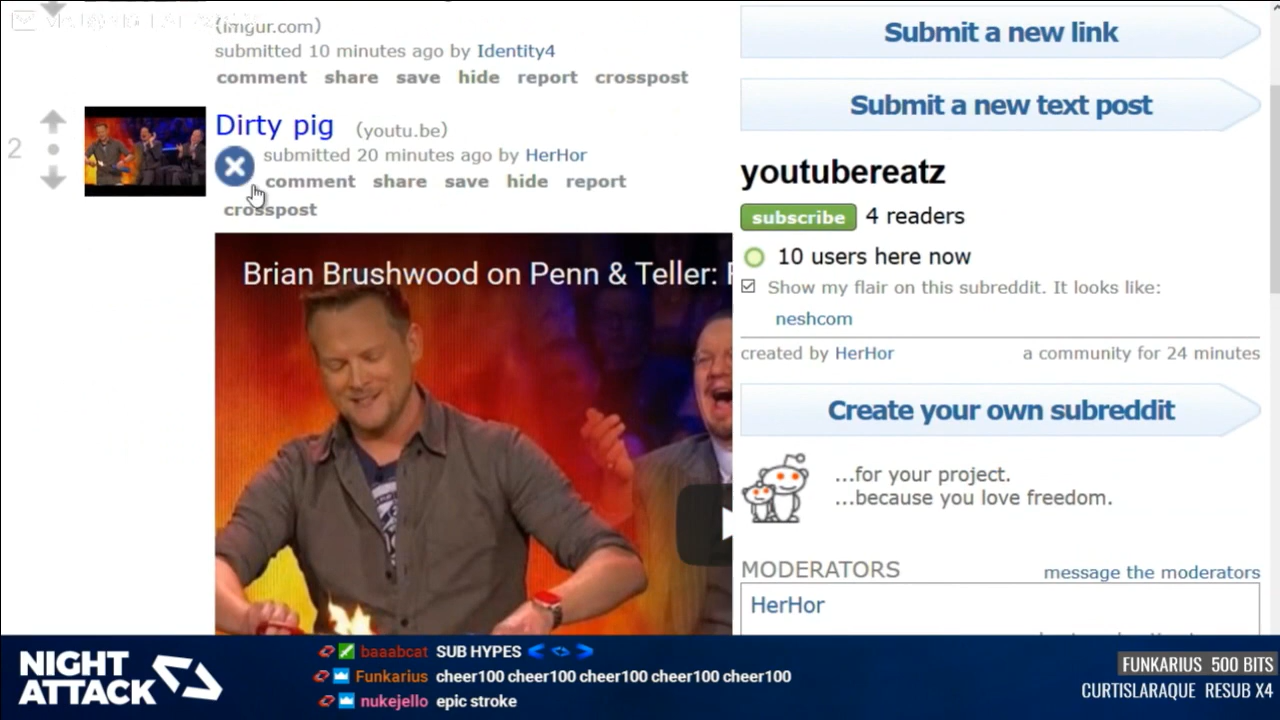 (imgur.com)
submitted 10 minutes ago by Identity4
comment share save hide report crosspost
2
Dirty pig (youtu.be)
submitted 20 minutes ago by HerHor
comment share save hide report
crosspost
Brian Brushwood on Penn & Teller:
Submit a new link
Submit a new text post
youtubereatz
subscribe 4 readers
10 users here now
Show my flair on this subreddit. It looks like:
neshcom
created by HerHor a community for 24 minutes
Create your own subreddit
...for your project.
...because you love freedom.
MODERATORS message the moderators
HerHor
NIGHT
ATTACK
baaabcat SUB HYPES
Funkarius cheer100 cheer100 cheer100 cheer100 cheer100
nukejello epic stroke
FUNKARIUS 500 BITS
CURTISLARAQUE RESUB X4